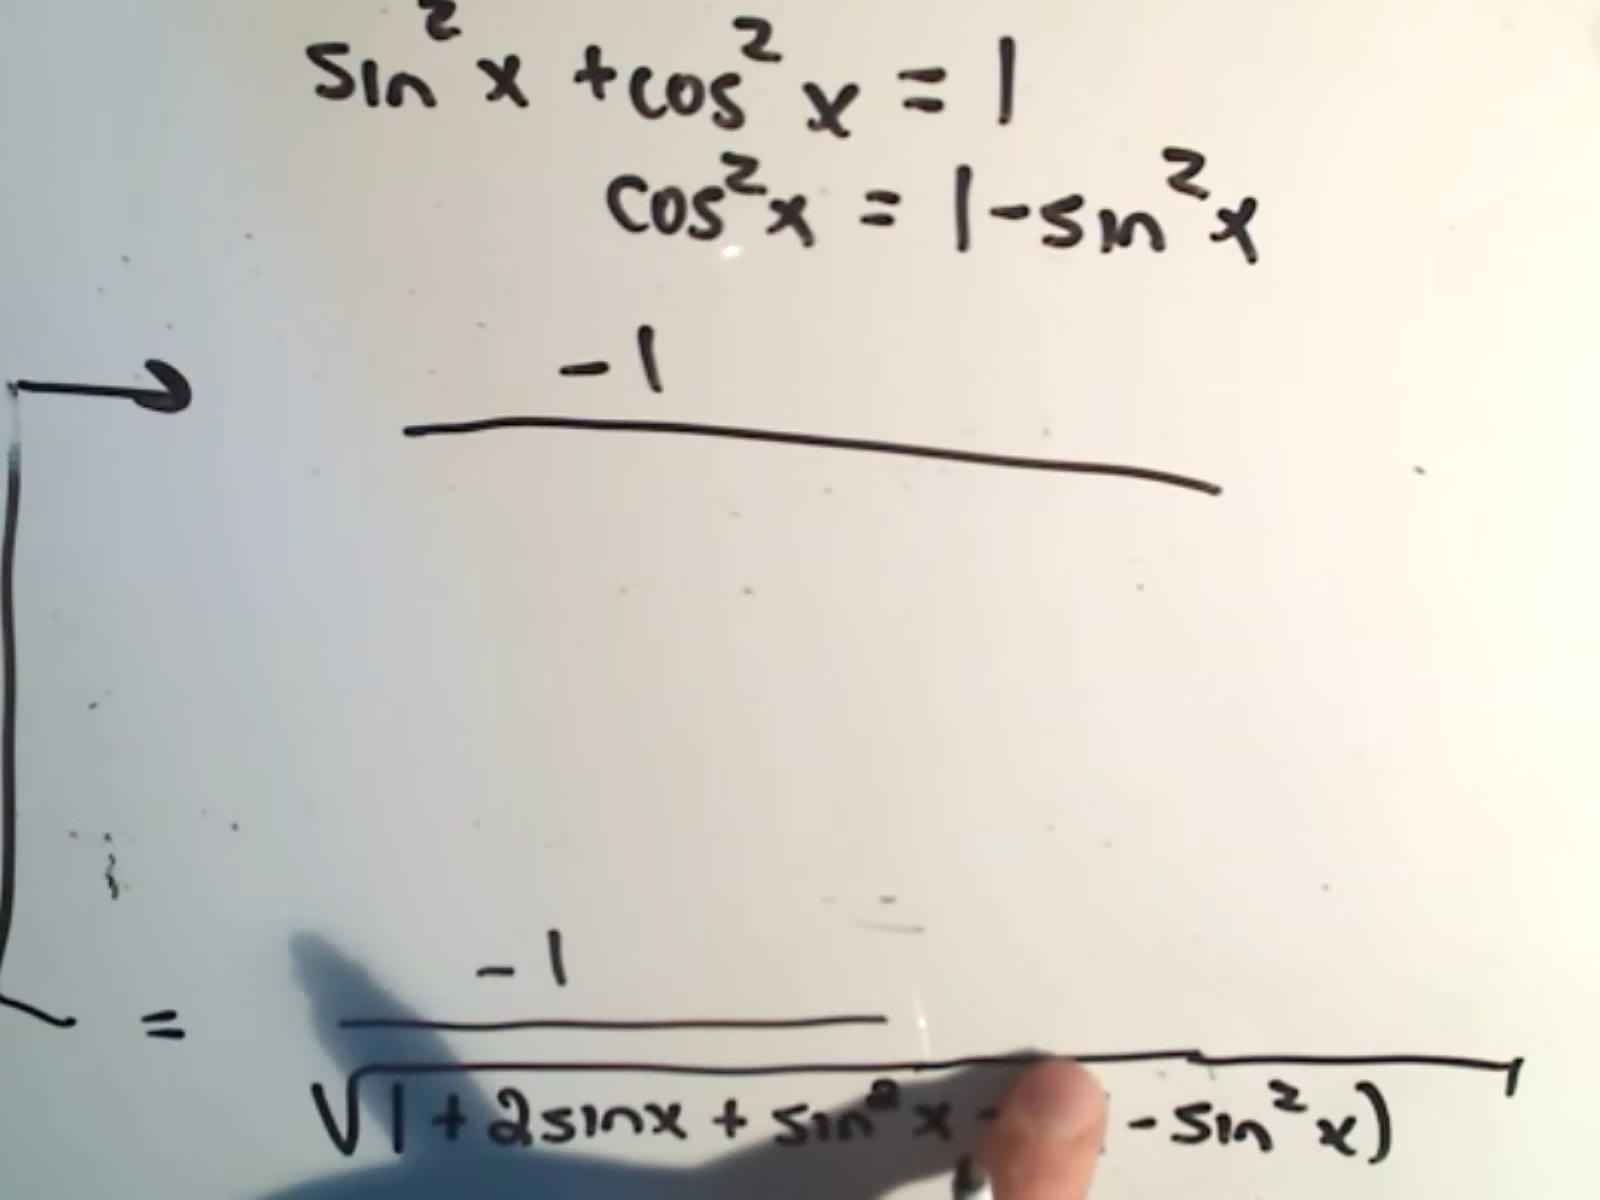 sin²x + cos²x = 1
cos²x = 1 - sin²x
-1
-1
=
√1 + 2sinx + sin²x - sin²x)